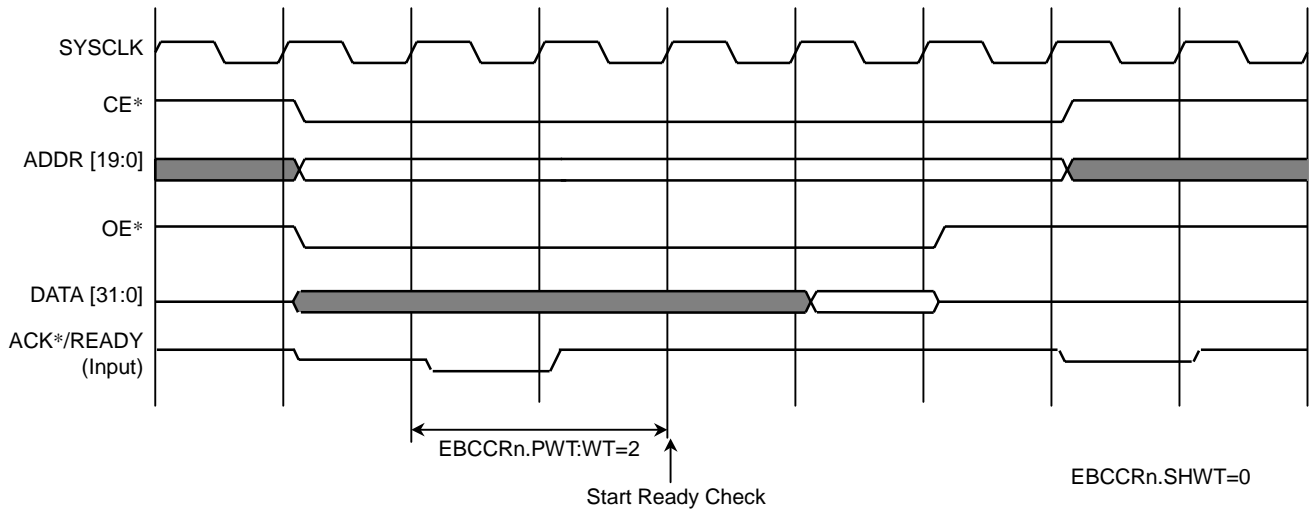 SYSCLK
CE*
ADDR [19:0]
OE*
DATA [31:0]
ACK*/READY
(Input)
EBCCRn.PWT:WT=2
EBCCRn.SHWT=0
Start Ready Check